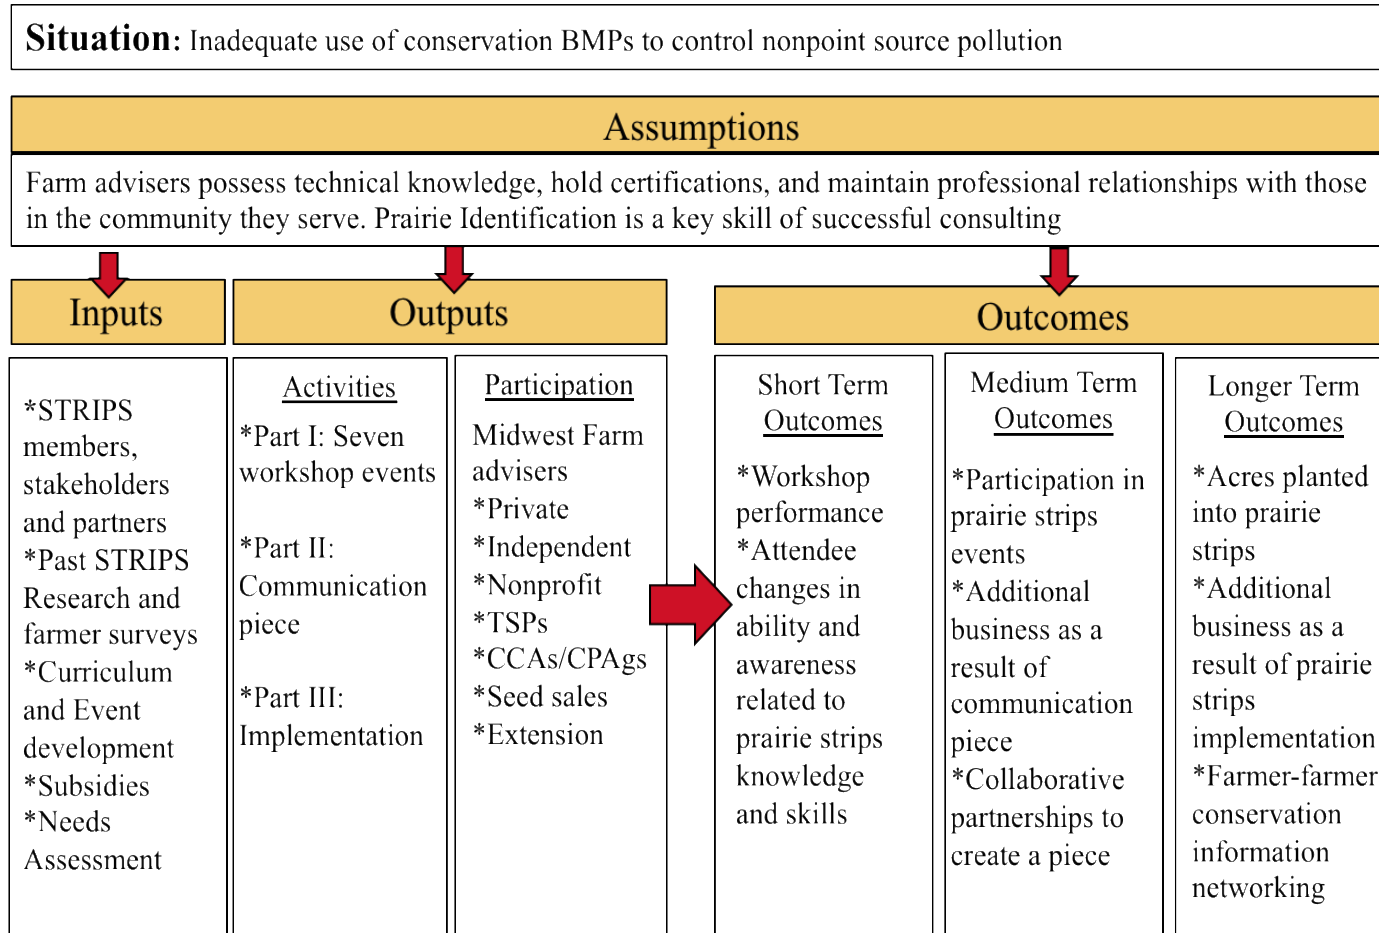 Situation: Inadequate use of conservation BMPs to control nonpoint source pollution
Assumptions
Farm advisers possess technical knowledge, hold certifications, and maintain professional relationships with those
in the community they serve. Prairie Identification is a key skill of successful consulting
Inputs
*STRIPS
members,
stakeholders
and partners
*Past STRIPS
Research and
farmer surveys
*Curriculum
and Event
development
*Subsidies
*Needs
Assessment
Outputs
Activities
*Part I: Seven
workshop events
*Part II:
Communication
piece
*Part III:
Implementation
Participation
Midwest Farm
advisers
*Private
*Independent
*Nonprofit
*TSPs
*CCAs/CPAgs
*Seed sales
*Extension
Outcomes
Short Term
Outcomes
*Workshop
performance
*Attendee
changes in
ability and
awareness
related to
prairie strips
knowledge
and skills
Medium Term
Outcomes
*Participation in
prairie strips
events
*Additional
business as a
result of
communication
piece
*Collaborative
partnerships to
create a piece
Longer Term
Outcomes
*Acres planted
into prairie
strips
*Additional
business as a
result of prairie
strips
implementation
*Farmer-farmer
conservation
information
networking